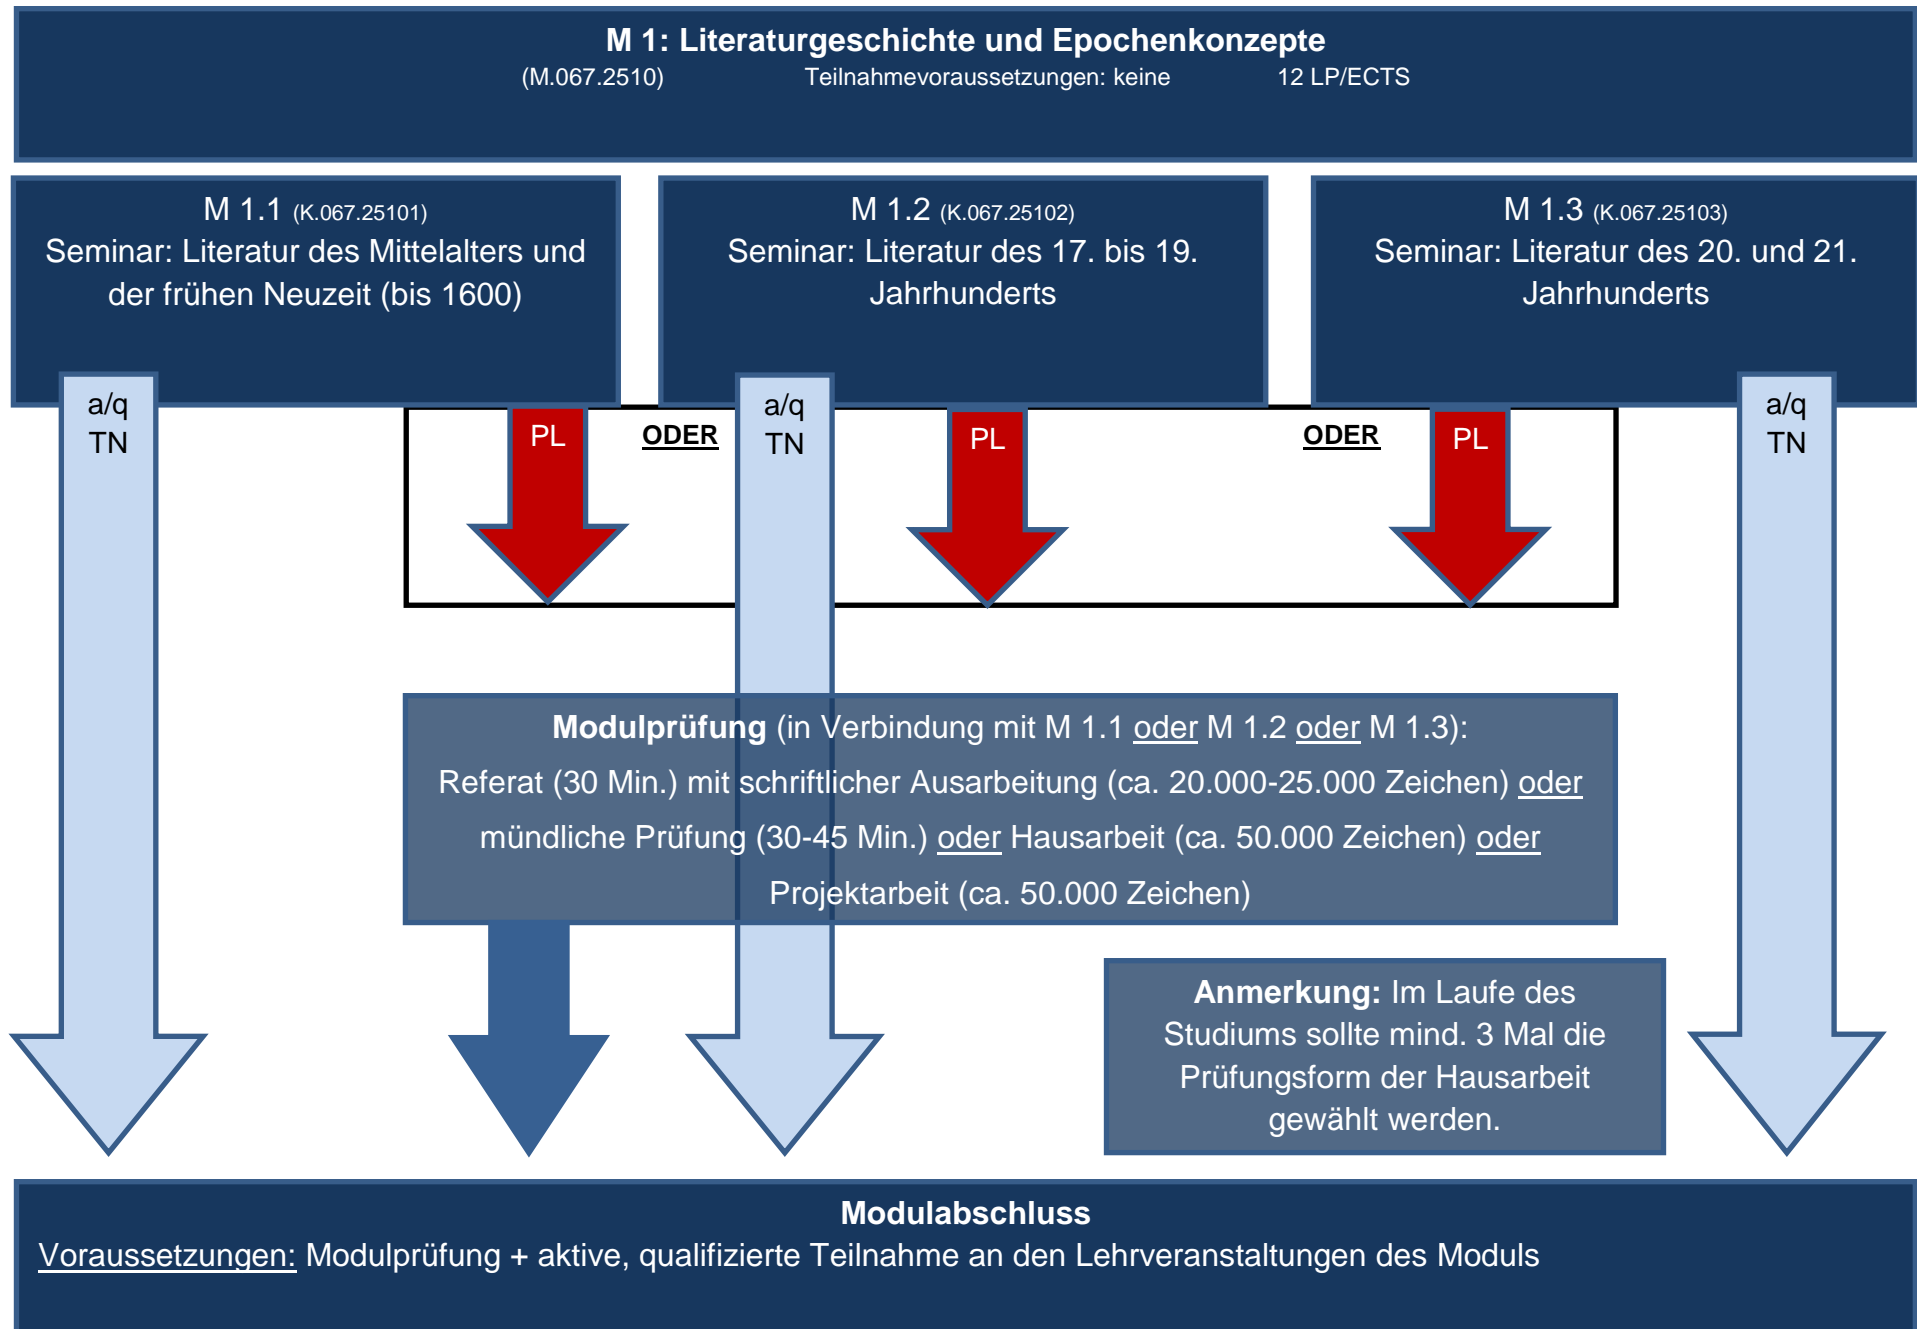 M 1: Literaturgeschichte und Epochenkonzepte
(M.067.2510) Teilnahmevoraussetzungen: keine 12 LP/ECTS
M 1.1 (K.067.25101)
Seminar: Literatur des Mittelalters und
der frühen Neuzeit (bis 1600)
M 1.2 (K.067.25102)
Seminar: Literatur des 17. bis 19.
Jahrhunderts
M 1.3 (K.067.25103)
Seminar: Literatur des 20. und 21.
Jahrhunderts
a/q
TN
PL
ODER
a/q
TN
PL
ODER
PL
a/q
TN
Modulprüfung (in Verbindung mit M 1.1 oder M 1.2 oder M 1.3):
Referat (30 Min.) mit schriftlicher Ausarbeitung (ca. 20.000-25.000 Zeichen) oder
mündliche Prüfung (30-45 Min.) oder Hausarbeit (ca. 50.000 Zeichen) oder
Projektarbeit (ca. 50.000 Zeichen)
Anmerkung: Im Laufe des
Studiums sollte mind. 3 Mal die
Prüfungsform der Hausarbeit
gewählt werden.
Modulabschluss
Voraussetzungen: Modulprüfung + aktive, qualifizierte Teilnahme an den Lehrveranstaltungen des Moduls